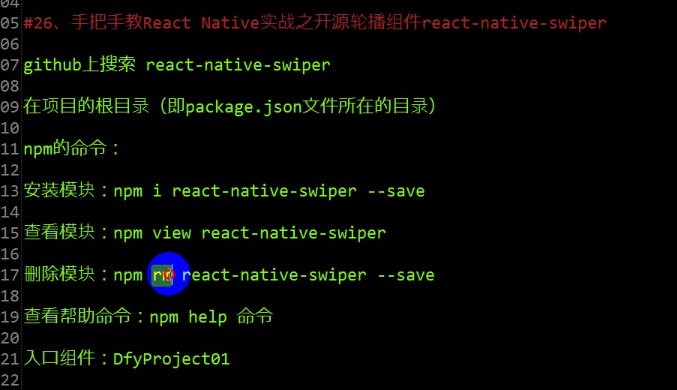 04
05 #26、手把手教React Native实战之开源轮播组件react-native-swiper
06
07 github上搜索 react-native-swiper
08
09 在项目的根目录（即package.json文件所在的目录）
10
11 npm的命令：
12
13 安装模块：npm i react-native-swiper --save
14
15 查看模块：npm view react-native-swiper
16
17 删除模块：npm react-native-swiper --save
18
19 查看帮助命令：npm help 命令
20
21 入口组件：DfyProject01
22